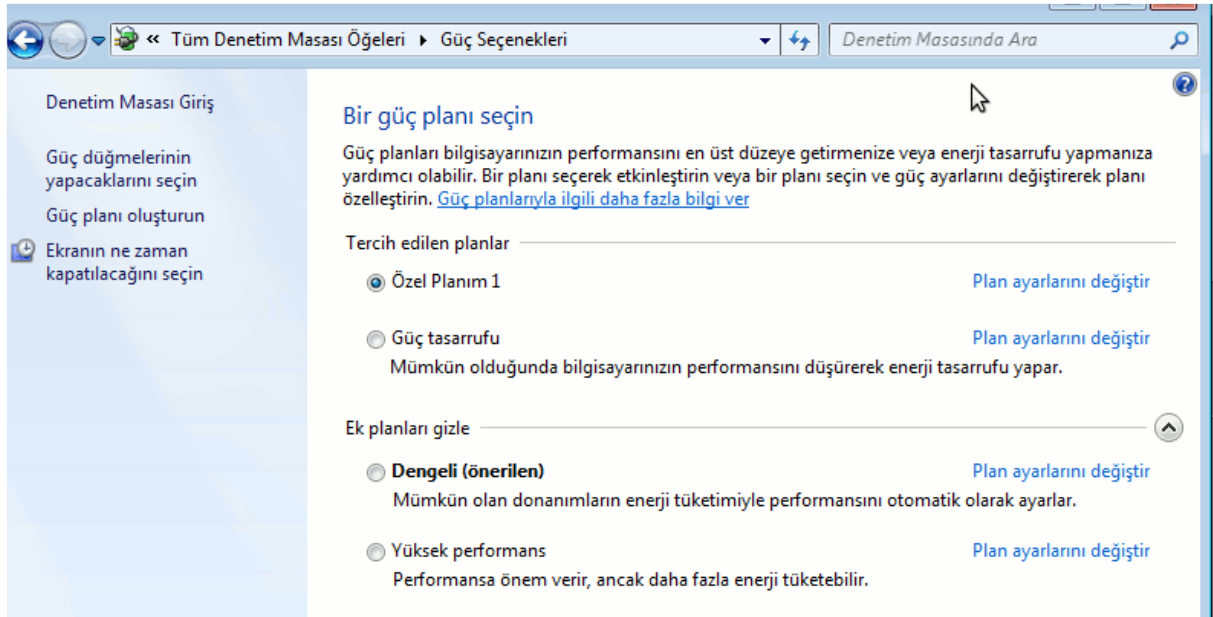 « Tüm Denetim Masası Öğeleri ▸ Güç Seçenekleri
Denetim Masasında Ara
Denetim Masası Giriş
Güç düğmelerinin
yapacaklarını seçin
Güç planı oluşturun
Ekranın ne zaman
kapatılacağını seçin
Bir güç planı seçin
Güç planları bilgisayarınızın performansını en üst düzeye getirmenize veya enerji tasarrufu yapmanıza
yardımcı olabilir. Bir planı seçerek etkinleştirin veya bir planı seçin ve güç ayarlarını değiştirerek planı
özelleştirin. Güç planlarıyla ilgili daha fazla bilgi ver
Tercih edilen planlar
Özel Planım 1 Plan ayarlarını değiştir
Güç tasarrufu Plan ayarlarını değiştir
Mümkün olduğunda bilgisayarınızın performansını düşürerek enerji tasarrufu yapar.
Ek planları gizle
Dengeli (önerilen) Plan ayarlarını değiştir
Mümkün olan donanımların enerji tüketimiyle performansını otomatik olarak ayarlar.
Yüksek performans Plan ayarlarını değiştir
Performansa önem verir, ancak daha fazla enerji tüketebilir.